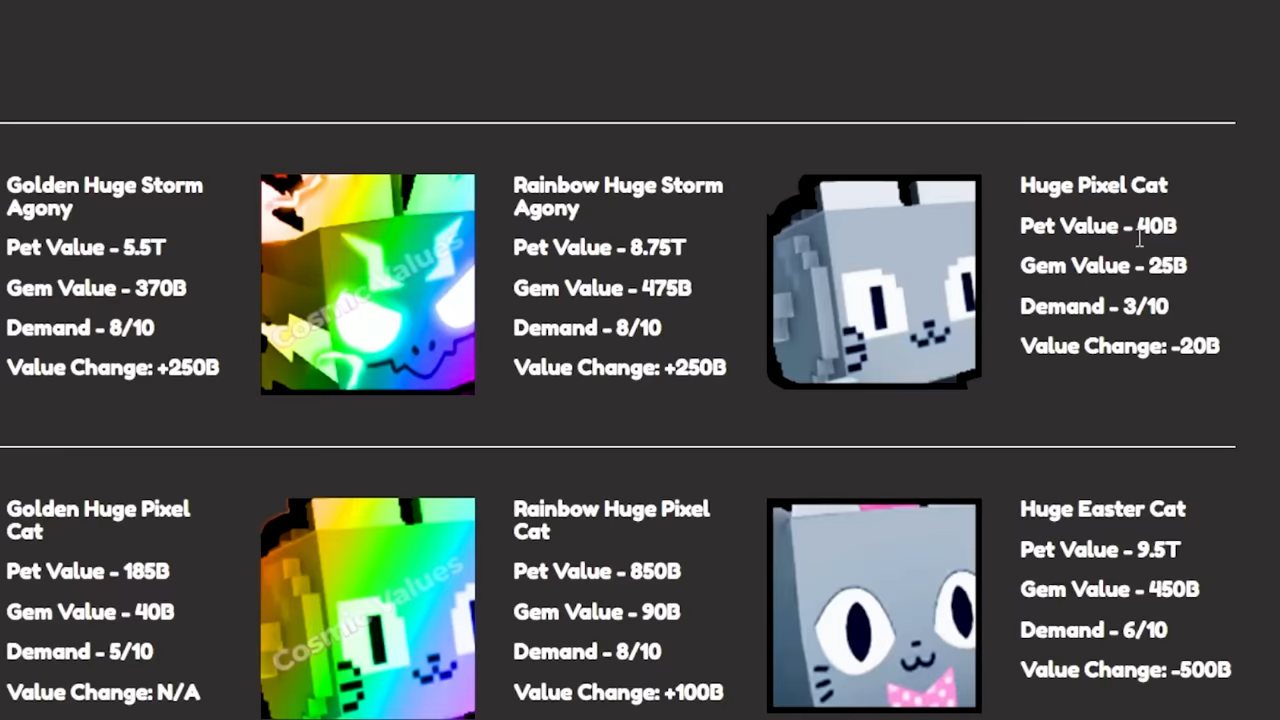 Golden Huge Storm
Agony
Pet Value - 5.5T
Gem Value - 370B
Demand - 8/10
Value Change: +250B
Cosmic Values
Rainbow Huge Storm
Agony
Pet Value - 8.75T
Gem Value - 475B
Demand - 8/10
Value Change: +250B
Huge Pixel Cat
Pet Value - 40B
Gem Value - 25B
Demand - 3/10
Value Change: -20B
Golden Huge Pixel
Cat
Pet Value - 185B
Gem Value - 40B
Demand - 5/10
Value Change: N/A
Cosmic Values
Rainbow Huge Pixel
Cat
Pet Value - 850B
Gem Value - 90B
Demand - 8/10
Value Change: +100B
Huge Easter Cat
Pet Value - 9.5T
Gem Value - 450B
Demand - 6/10
Value Change: -500B